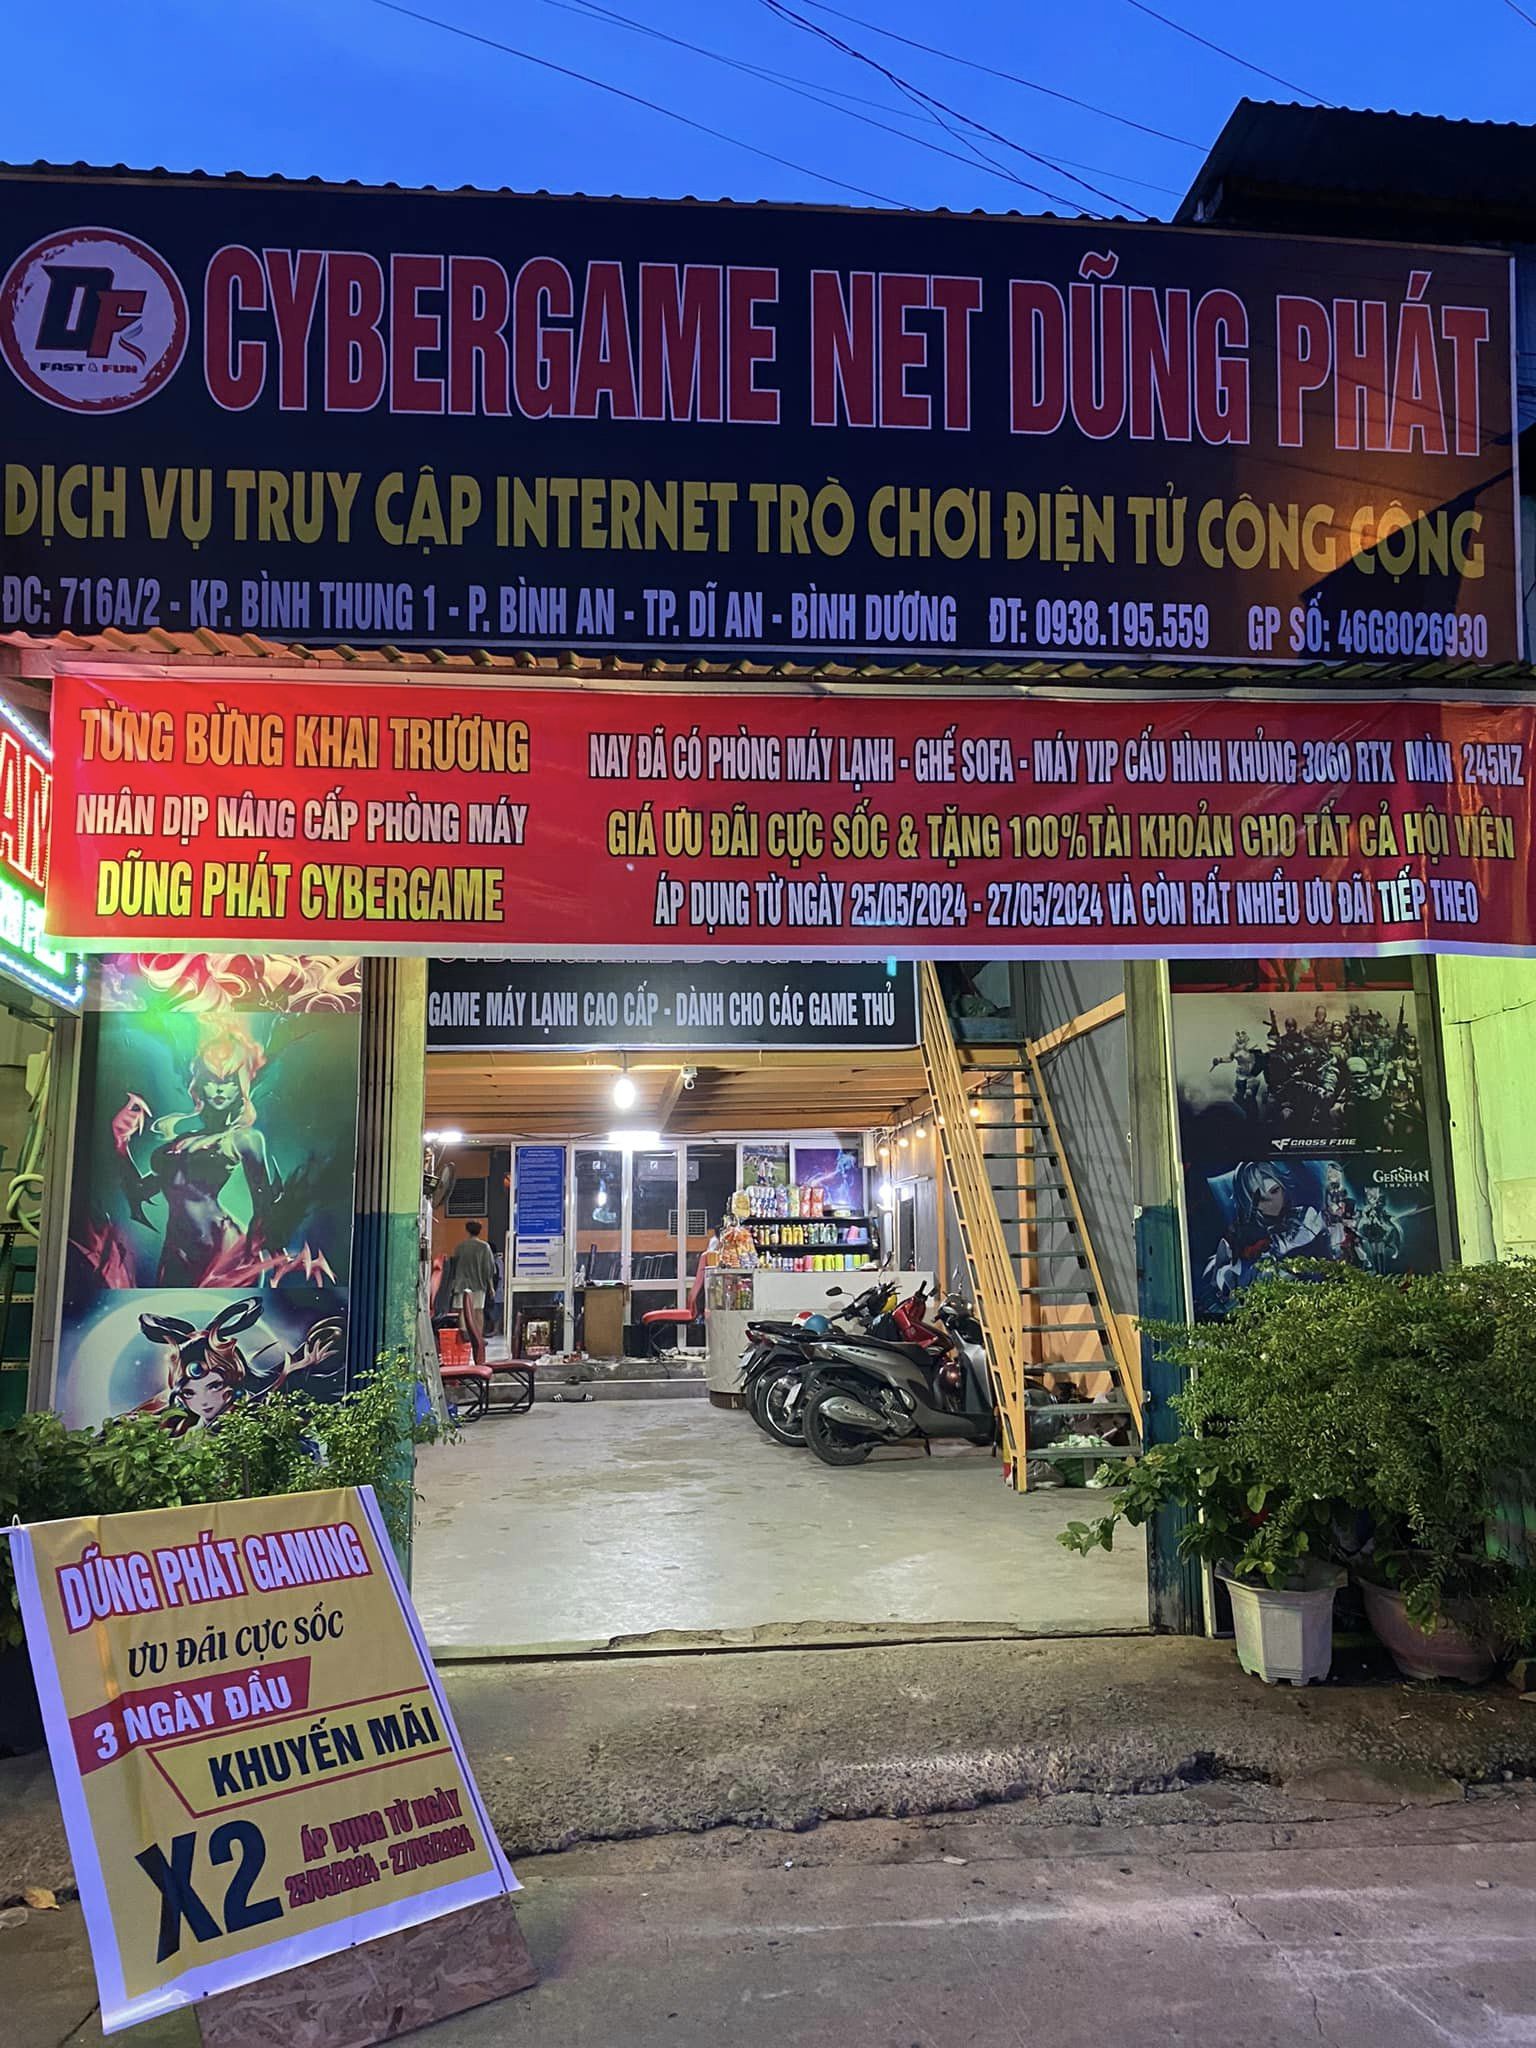 DF
FAST & FUN
CYBERGAME NET DŨNG PHÁT
DỊCH VỤ TRUY CẬP INTERNET TRÒ CHƠI ĐIỆN TỬ CÔNG CỘNG
ĐC: 716A/2 - KP. BÌNH THUNG 1 - P. BÌNH AN - TP. DĨ AN - BÌNH DƯƠNG ĐT: 0938.195.559 GP SỐ: 46G8026930
TỪNG BỪNG KHAI TRƯƠNG
NHÂN DỊP NÂNG CẤP PHÒNG MÁY
DŨNG PHÁT CYBERGAME
NAY ĐÃ CÓ PHÒNG MÁY LẠNH - GHẾ SOFA - MÁY VIP CẤU HÌNH KHỦNG 3060 RTX MÀN 245HZ
GIÁ ƯU ĐÃI CỰC SỐC & TẶNG 100% TÀI KHOẢN CHO TẤT CẢ HỘI VIÊN
ÁP DỤNG TỪ NGÀY 25/05/2024 - 27/05/2024 VÀ CÒN RẤT NHIỀU ƯU ĐÃI TIẾP THEO
GAME MÁY LẠNH CAO CẤP - DÀNH CHO CÁC GAME THỦ
CROSS FIRE
GENSHIN
IMPACT
DŨNG PHÁT GAMING
ƯU ĐÃI CỰC SỐC
3 NGÀY ĐẦU
KHUYẾN MÃI
X2
ÁP DỤNG TỪ NGÀY
25/05/2024 - 27/05/2024